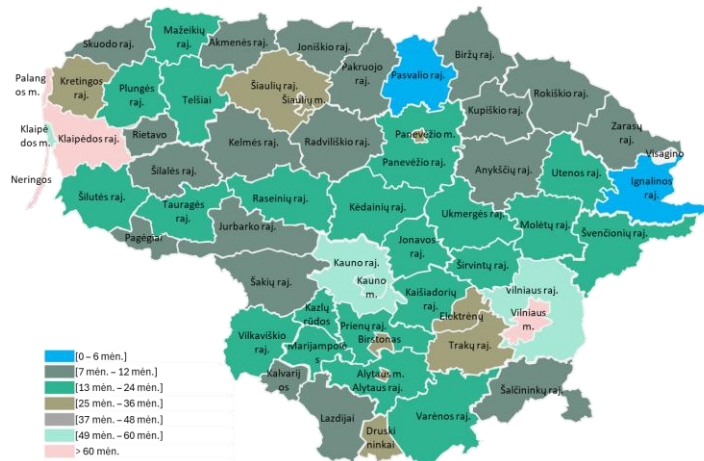 Skuodo raj.
Mažeikių
raj.
Akmenės
raj.
Joniškio raj.
Pakruojo
raj.
Pasvalio raj.
Biržų raj.
Palang
os m.
Kretingos
raj.
Plungės
raj.
Telšiai
Šiaulių raj.
Šiaulių m.
Kupiškio raj.
Rokiškio raj.
Zarasų
raj.
Visagino
Klaipė
dos m.
Klaipėdos raj.
Rietavo
Kelmės raj.
Radviliškio raj.
Panevėžio m.
Panevėžio raj.
Anykščių
raj.
Utenos raj.
Ignalinos
raj.
Neringos
Šilalės raj.
Šilutės raj.
Tauragės
raj.
Raseinių raj.
Kėdainių raj.
Ukmergės
raj.
Molėtų raj.
Švenčionių raj.
Pagėgiai
Jurbarko raj.
Jonavos
raj.
Širvintų raj.
Šakių raj.
Kauno raj.
Kauno
m.
Kaišiadorių
raj.
Vilniaus raj.
Vilniaus
m.
Elektrėnų
Trakų raj.
Kazlų
rūdos
Prienų raj.
Birstonas
Vilkaviškio
raj.
Marijampolė
s
Kalvarij
os
Alytaus m.
Alytaus raj.
Lazdijai
Druski
ninkai
Varėnos raj.
Šalčininkų raj.
[0 – 6 mėn.]
[7 mėn. – 12 mėn.]
[13 mėn. – 24 mėn.]
[25 mėn. – 36 mėn.]
[37 mėn. – 48 mėn.]
[49 mėn. – 60 mėn.]
> 60 mėn.